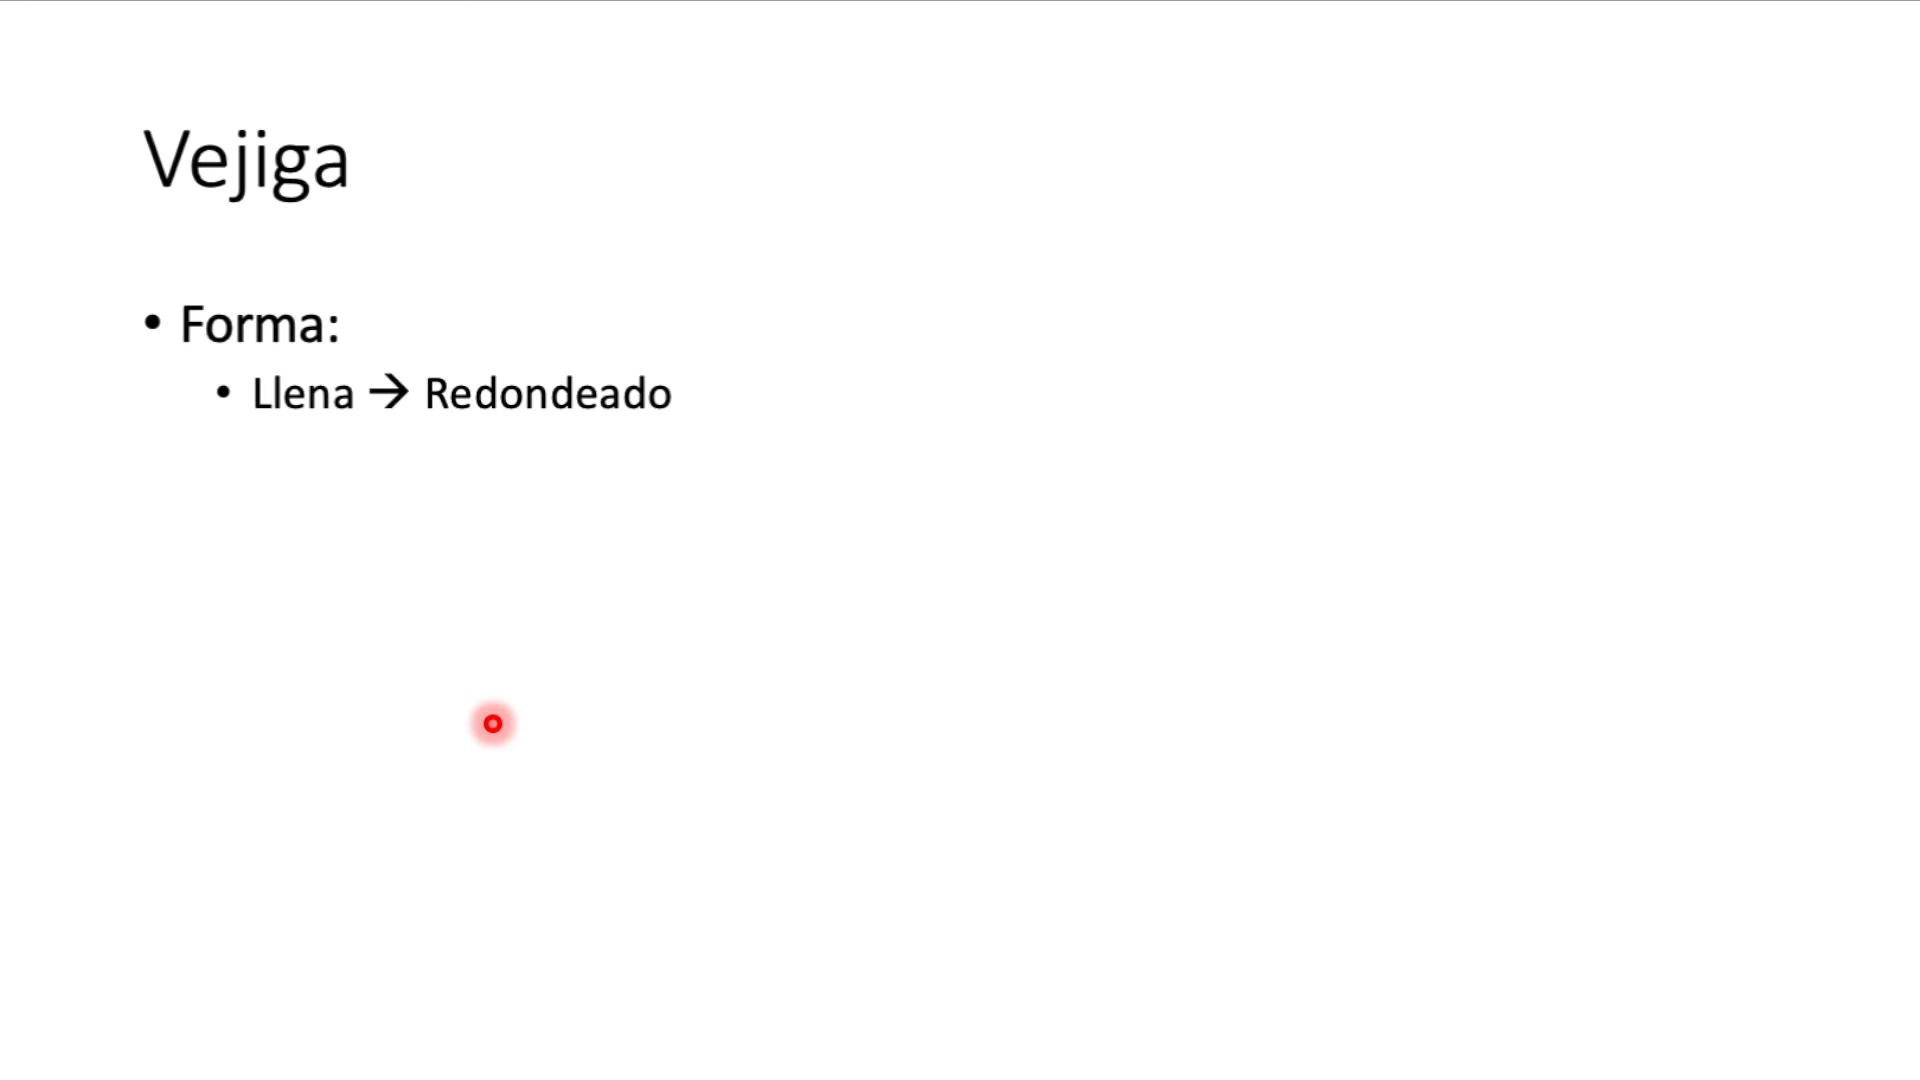 Vejiga
• Forma:
• Llena → Redondeado